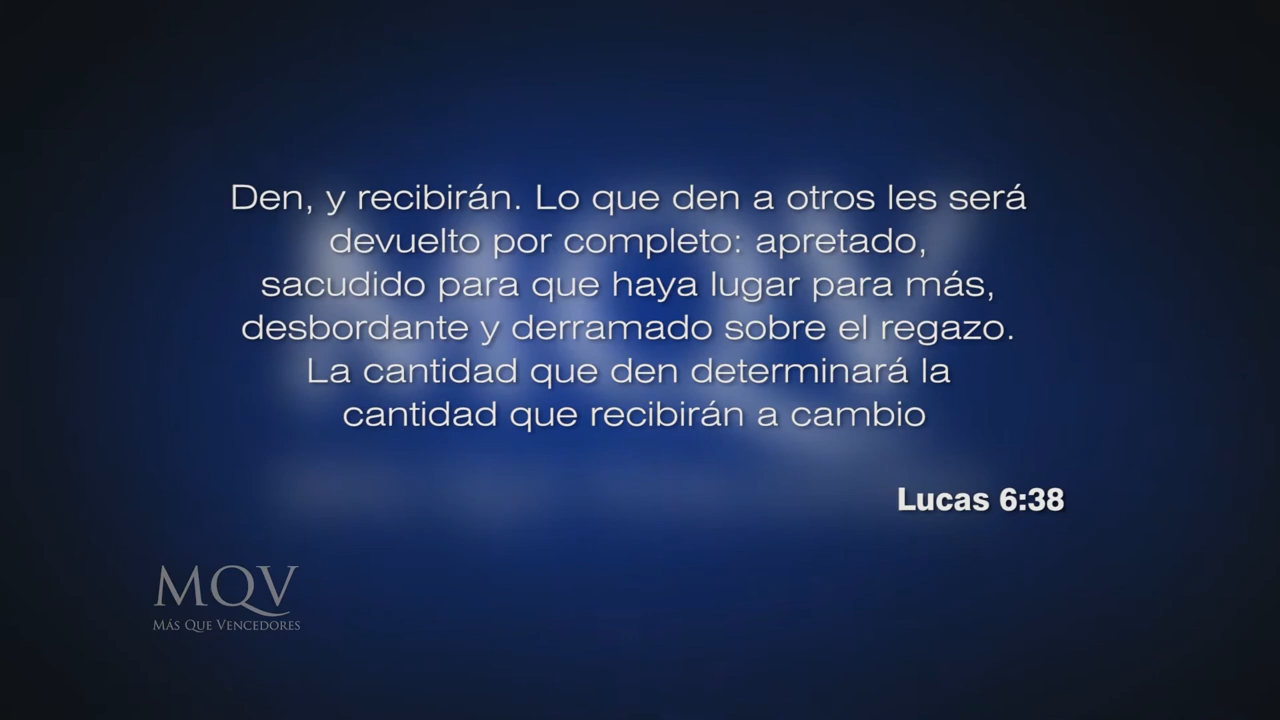 Den, y recibirán. Lo que den a otros les será
devuelto por completo: apretado,
sacudido para que haya lugar para más,
desbordante y derramado sobre el regazo.
La cantidad que den determinará la
cantidad que recibirán a cambio
Lucas 6:38
MQV
Más Que Vencedores